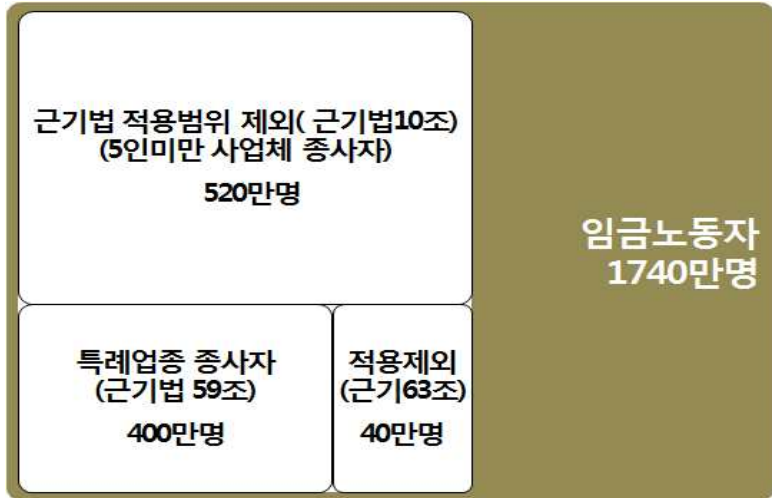 근기법 적용범위 제외( 근기법10조)
(5인미만 사업체 종사자)
520만명
임금노동자
1740만명
특례업종 종사자
(근기법 59조)
400만명
적용제외
(근기63조)
40만명